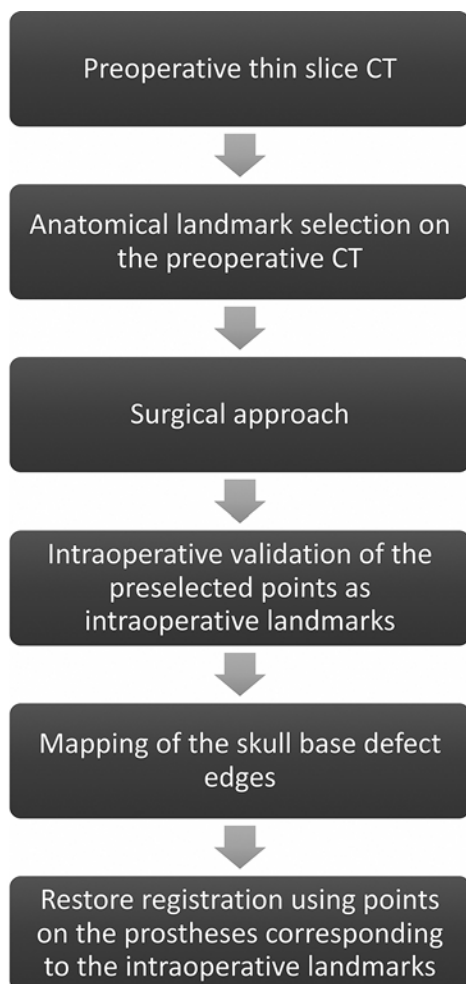 Preoperative thin slice CT
Anatomical landmark selection on
the preoperative CT
Surgical approach
Intraoperative validation of the
preselected points as
intraoperative landmarks
Mapping of the skull base defect
edges
Restore registration using points
on the prostheses corresponding
to the intraoperative landmarks